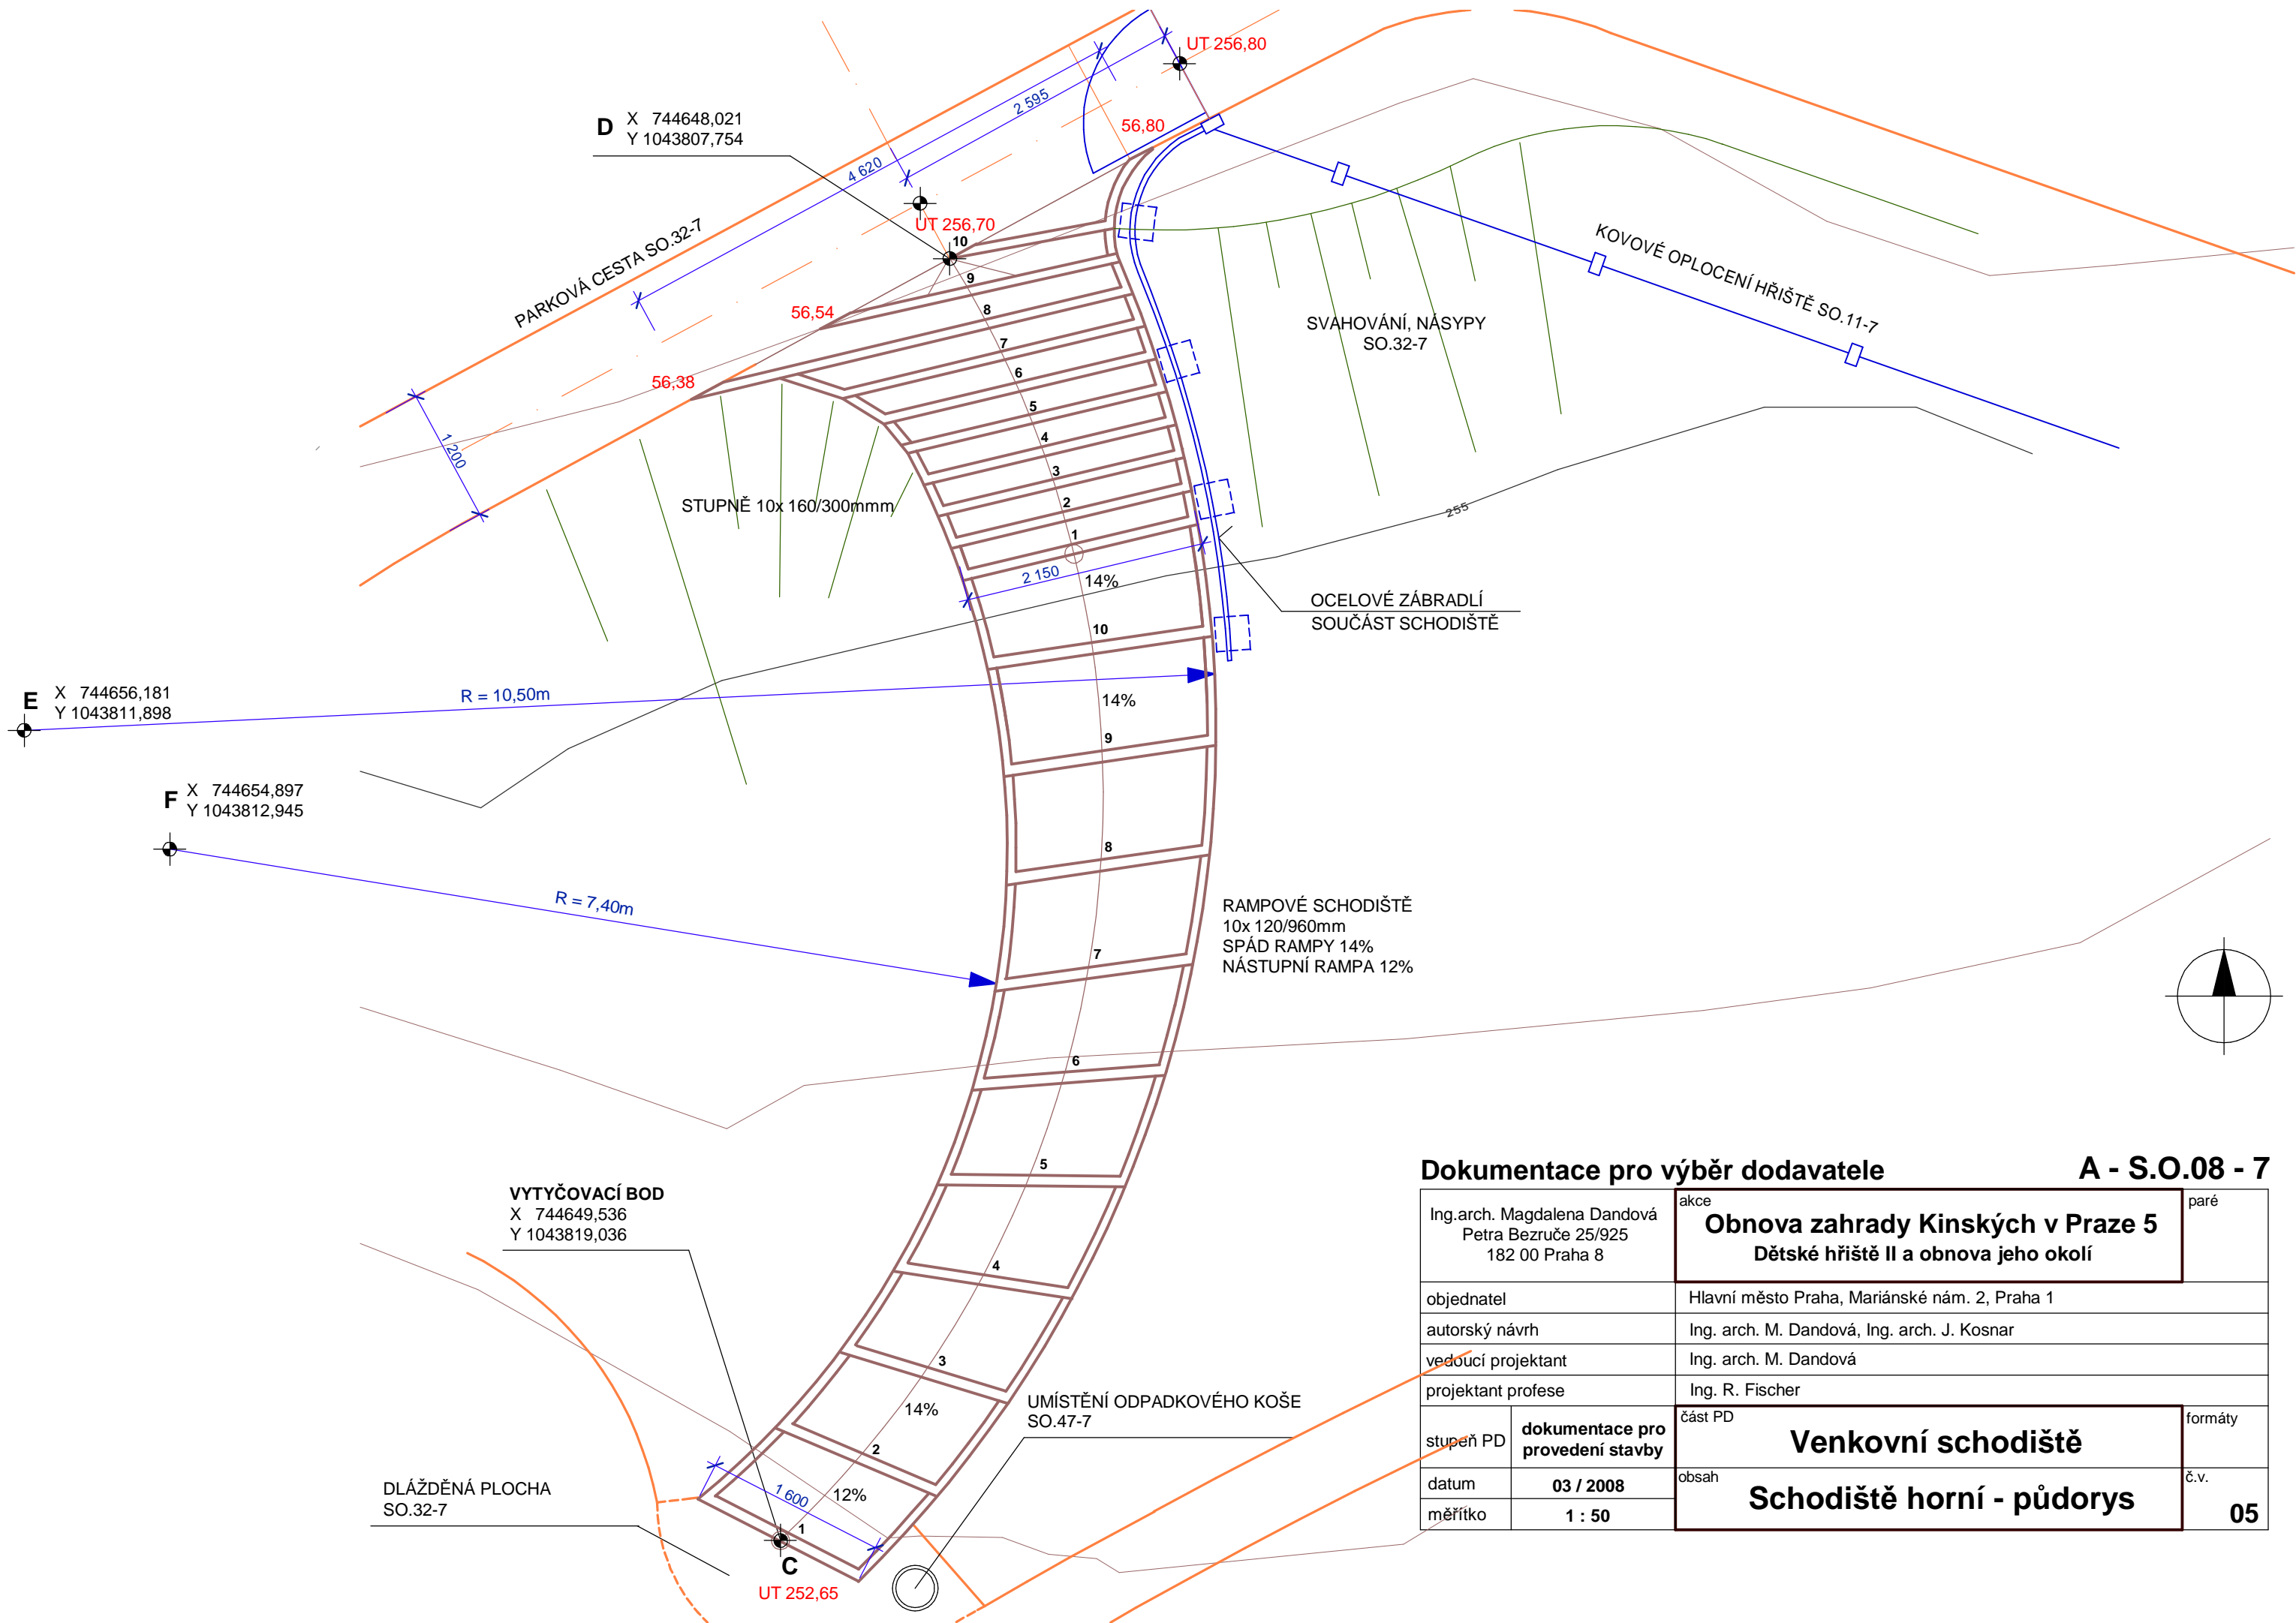 UT 256,80
D
X 744648,021
Y 1043807,754
2 595
56,80
4 620
UT 256,70
10
PARKOVÁ CESTA SO.32-7
KOVOVÉ OPLOCENÍ HŘIŠTĚ SO.11-7
9
56,54
8
SVAHOVÁNÍ, NÁSYPY
SO.32-7
7
6
56,38
5
4
1 200
3
STUPNĚ 10x 160/300mmm
2
255
1
2 150
14%
OCELOVÉ ZÁBRADLÍ
SOUČÁST SCHODIŠTĚ
10
E
X 744656,181
Y 1043811,898
R = 10,50m
14%
9
F
X 744654,897
Y 1043812,945
8
R = 7,40m
RAMPOVÉ SCHODIŠTĚ
10x 120/960mm
SPÁD RAMPY 14%
NÁSTUPNÍ RAMPA 12%
7
6
5
VYTYČOVACÍ BOD
X 744649,536
Y 1043819,036
4
3
14%
UMÍSTĚNÍ ODPADKOVÉHO KOŠE
SO.47-7
2
DLÁŽDĚNÁ PLOCHA
SO.32-7
1 600
12%
1
C
UT 252,65
Dokumentace pro výběr dodavatele
A - S.O.08 - 7
Ing.arch. Magdalena Dandová
Petra Bezruče 25/925
182 00 Praha 8
akce
Obnova zahrady Kinských v Praze 5
Dětské hřiště II a obnova jeho okolí
paré
objednatel
Hlavní město Praha, Mariánské nám. 2, Praha 1
autorský návrh
Ing. arch. M. Dandová, Ing. arch. J. Kosnar
vedoucí projektant
Ing. arch. M. Dandová
projektant profese
Ing. R. Fischer
stupeň PD
dokumentace pro
provedení stavby
část PD
Venkovní schodiště
formáty
datum
03 / 2008
obsah
Schodiště horní - půdorys
č.v.
05
měřítko
1 : 50